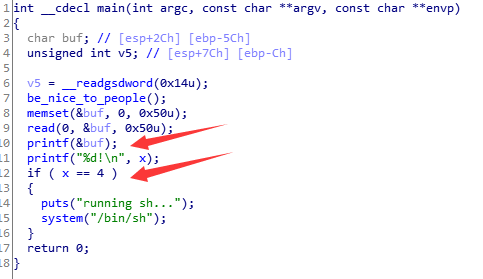 1 int __cdecl main(int argc, const char **argv, const char **envp)
2 {
3 char buf; // [esp+2Ch] [ebp-5Ch]
4 unsigned int v5; // [esp+7Ch] [ebp-Ch]
5
6 v5 = __readgsdword(0x14u);
7 be_nice_to_people();
8 memset(&buf, 0, 0x50u);
9 read(0, &buf, 0x50u);
10 printf(&buf);
11 printf("%d!\n", x);
12 if ( x == 4 )
13 {
14 puts("running sh...");
15 system("/bin/sh");
16 }
17 return 0;
18 }